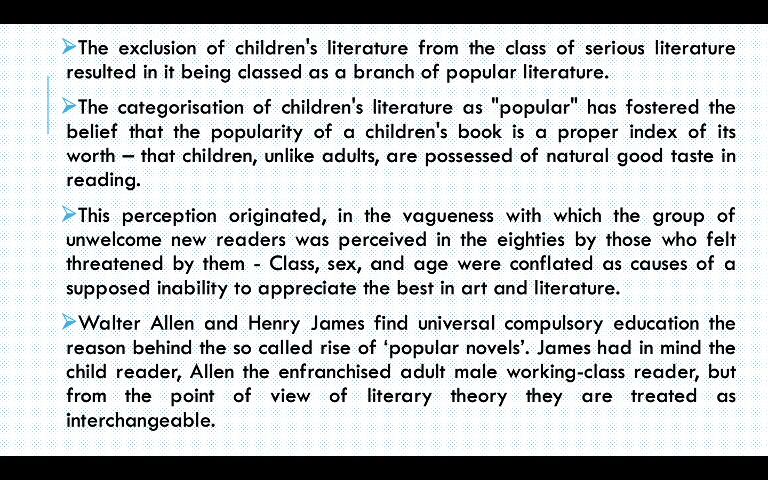 ➢The exclusion of children's literature from the class of serious literature
resulted in it being classed as a branch of popular literature.
➢The categorisation of children's literature as "popular" has fostered the
belief that the popularity of a children's book is a proper index of its
worth – that children, unlike adults, are possessed of natural good taste in
reading.
➢This perception originated, in the vagueness with which the group of
unwelcome new readers was perceived in the eighties by those who felt
threatened by them - Class, sex, and age were conflated as causes of a
supposed inability to appreciate the best in art and literature.
➢Walter Allen and Henry James find universal compulsory education the
reason behind the so called rise of ‘popular novels’. James had in mind the
child reader, Allen the enfranchised adult male working-class reader, but
from the point of view of literary theory they are treated as
interchangeable.